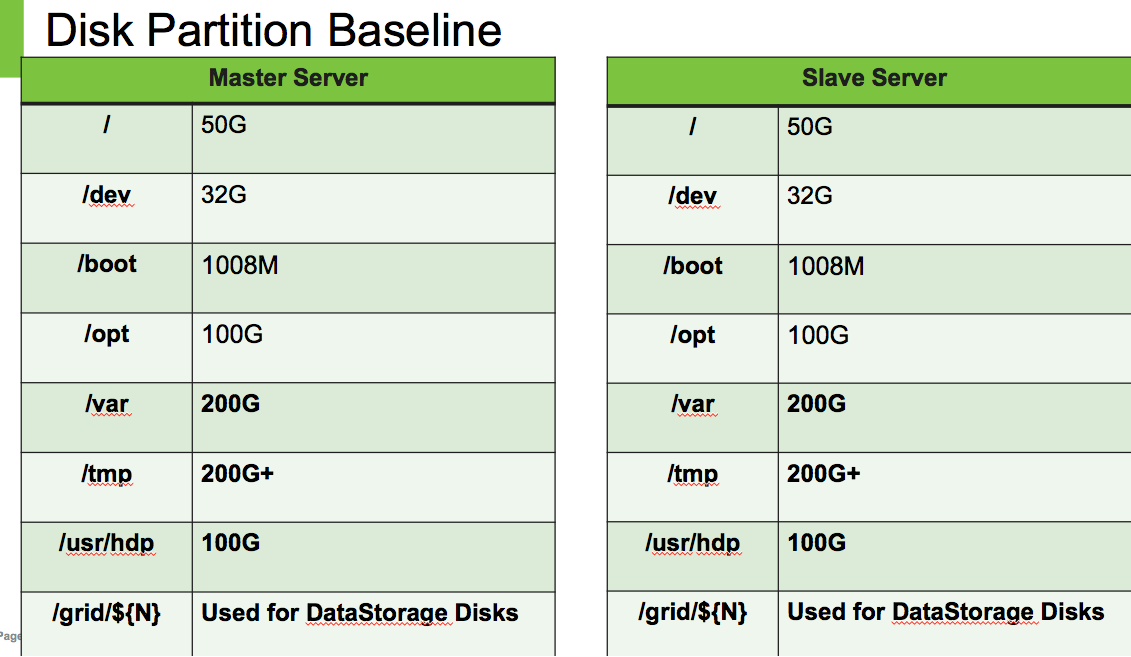 Disk Partition Baseline
Master Server
/ 50G
/dev 32G
/boot 1008M
/opt 100G
/var 200G
/tmp 200G+
/usr/hdp 100G
/grid/${N} Used for DataStorage Disks
Slave Server
/ 50G
/dev 32G
/boot 1008M
/opt 100G
/var 200G
/tmp 200G+
/usr/hdp 100G
/grid/${N} Used for DataStorage Disks
Page